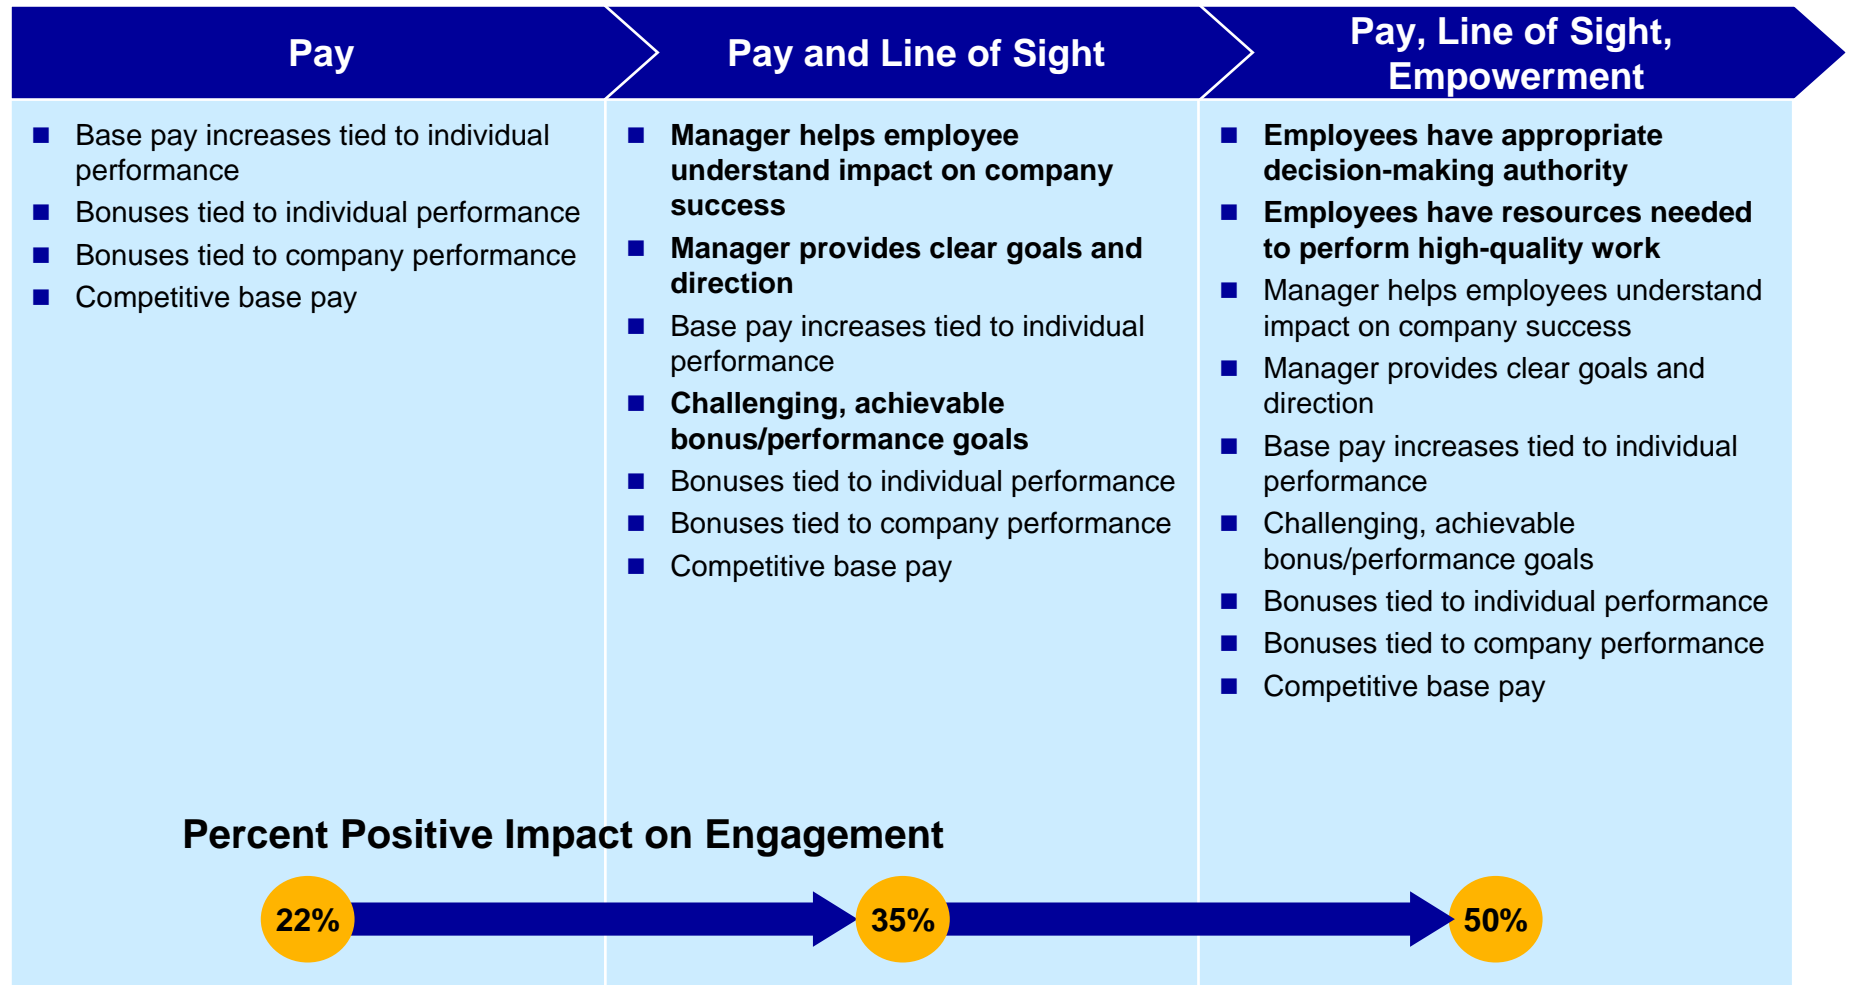 Pay
Pay and Line of Sight
Pay, Line of Sight,
Empowerment
Base pay increases tied to individual
performance
Bonuses tied to individual performance
Bonuses tied to company performance
Competitive base pay
Manager helps employee
understand impact on company
success
Manager provides clear goals and
direction
Base pay increases tied to individual
performance
Challenging, achievable
bonus/performance goals
Bonuses tied to individual performance
Bonuses tied to company performance
Competitive base pay
Employees have appropriate
decision-making authority
Employees have resources needed
to perform high-quality work
Manager helps employees understand
impact on company success
Manager provides clear goals and
direction
Base pay increases tied to individual
performance
Challenging, achievable
bonus/performance goals
Bonuses tied to individual performance
Bonuses tied to company performance
Competitive base pay
Percent Positive Impact on Engagement
22%
35%
50%